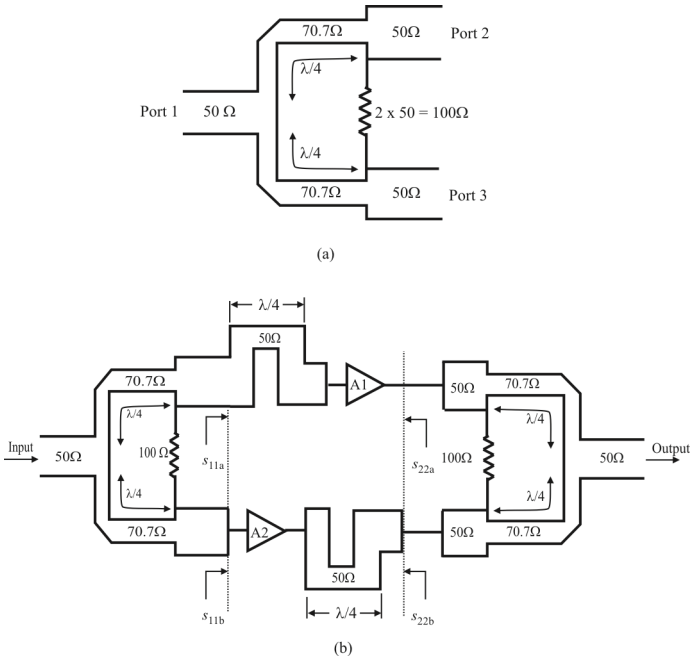 70.7Ω
50Ω
Port 2
λ/4
Port 1
50 Ω
2 x 50 = 100Ω
λ/4
70.7Ω
50Ω
Port 3
(a)
λ/4
50Ω
70.7Ω
A1
50Ω
70.7Ω
λ/4
λ/4
Input
50Ω
100 Ω
s11a
s22a
100Ω
50Ω
Output
λ/4
λ/4
70.7Ω
A2
50Ω
70.7Ω
50Ω
s11b
λ/4
s22b
(b)